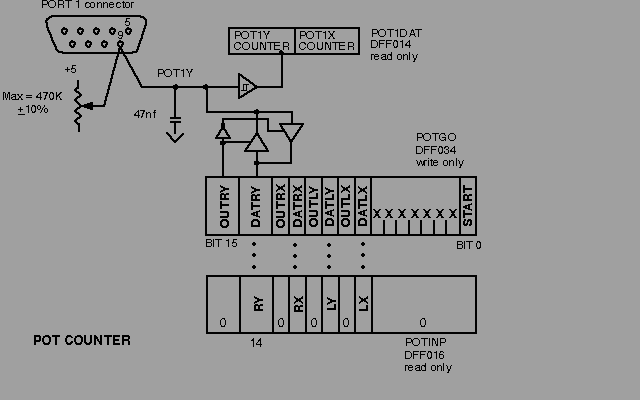 PORT 1 connector
5
9
POT1Y
COUNTER
POT1X
COUNTER
POT1DAT
DFF014
read only
+5
POT1Y
Max = 470K
+10%
47nf
POTGO
DFF034
write only
OUTRY
DATRY
OUTRX
DATRX
OUTLY
DATLY
OUTLX
DATLX
X X X X X X X
START
BIT 15
BIT 0
RY
RX
LY
LX
0
0
0
0
0
14
POT COUNTER
POTINP
DFF016
read only